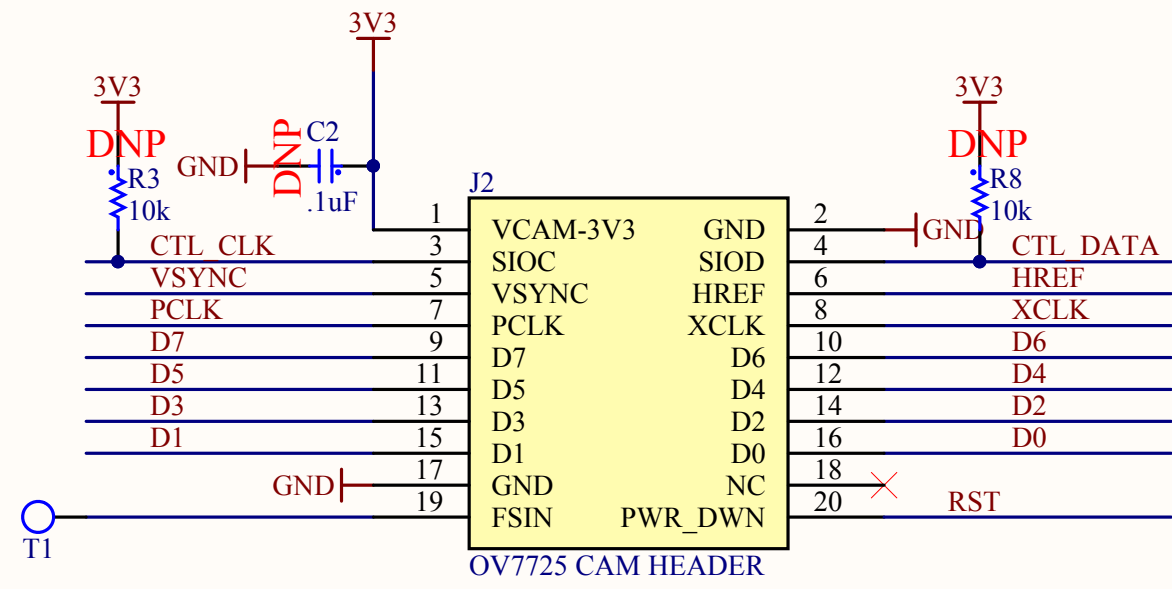 3V3
3V3
3V3
DNP
DNP
C2
DNP
GND
R3
.1uF
J2
R8
10k
10k
1
VCAM-3V3
GND
2
GND
CTL_CLK
3
SIOC
SIOD
4
CTL_DATA
VSYNC
5
VSYNC
HREF
6
HREF
PCLK
7
PCLK
XCLK
8
XCLK
D7
9
D7
D6
10
D6
D5
11
D5
D4
12
D4
D3
13
D3
D2
14
D2
D1
15
D1
D0
16
D0
GND
17
GND
NC
18
19
FSIN
PWR_DWN
20
RST
T1
OV7725 CAM HEADER